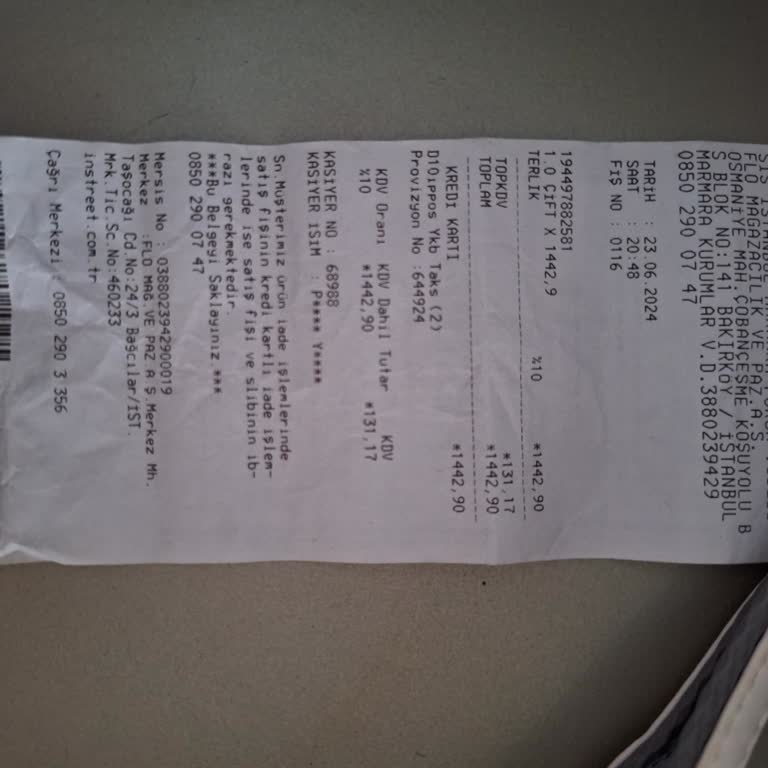 FLO MAĞAZACILIK VE PAZ.A.Ş.
OSMANİYE MAH.ÇOBANÇEŞME KOŞUYOLU B
S BLOK NO:141 BAKIRKÖY / İSTANBUL
MARMARA KURUMLAR V.D.3880239429
0850 290 07 47
TARİH : 23.06.2024
SAAT : 20:48
FİŞ NO : 0116
194497882581
1.0 ÇİFT X 1442,9
TERLIK %10 *1442,90
TOPKDV *131,17
TOPLAM *1442,90
KREDI KARTI *1442,90
D10ıppos Ykb Taks (2)
Provizyon No :644924
KDV Oranı KDV Dahil Tutar KDV
%10 *1442,90 *131,17
KASİYER NO : 68988
KASİYER İSİM : P**** Y****
Sn.Müşterimiz ürün iade işlemlerinde
satış fişinin kredi kartlı iade işlem-
lerinde ise satış fişi ve slibinin ib-
razı gerekmektedir.
***Bu Belgeyi Saklayınız ***
0850 290 07 47
Mersis No : 0388023942900019
Merkez :FLO MAĞ.VE PAZ A Ş.Merkez Mh.
Taşocağı Cd No:24/3 Bağcılar/İST.
Mrk.Tic.Sc.No:460233
instreet.com.tr
Çağrı Merkezi : 0850 290 3 356